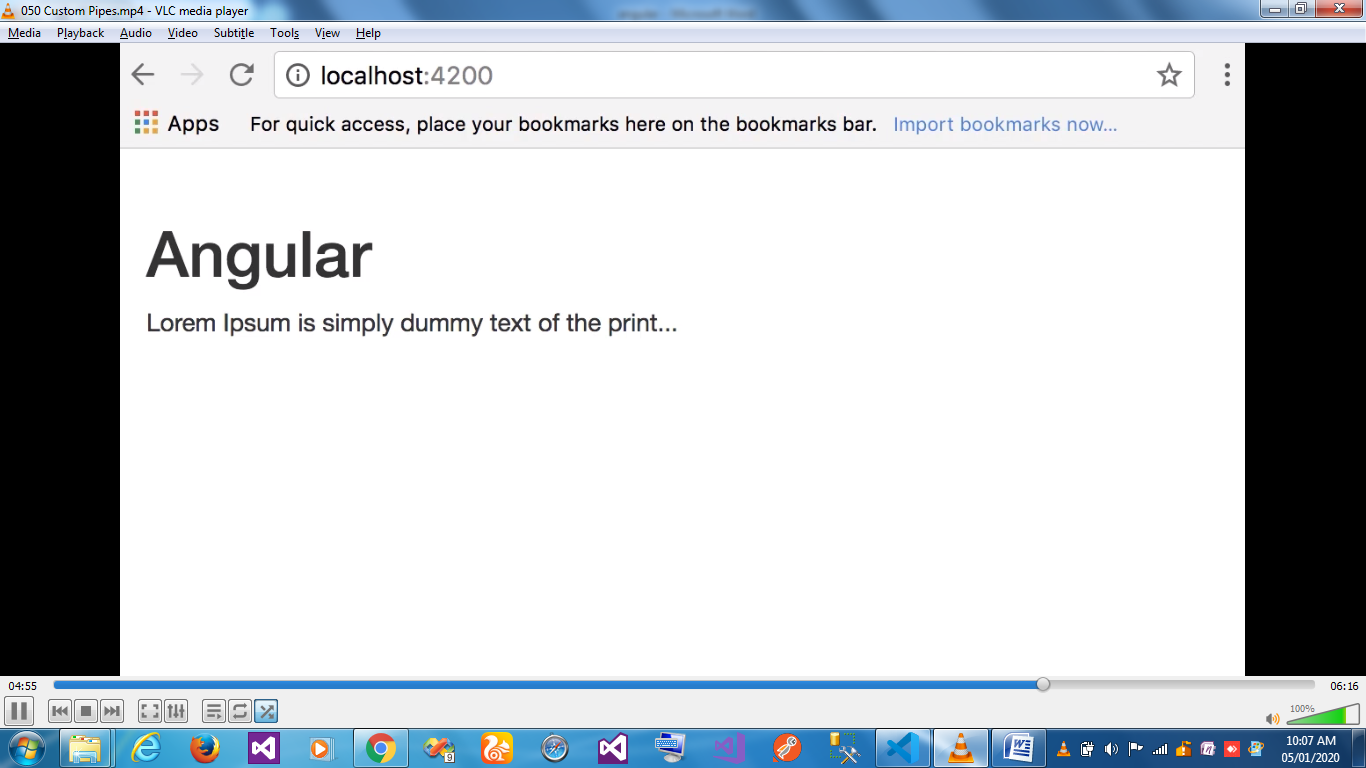 050 Custom Pipes.mp4 - VLC media player
Media Playback Audio Video Subtitle Tools View Help
localhost:4200
Apps For quick access, place your bookmarks here on the bookmarks bar. Import bookmarks now...
Angular
Lorem Ipsum is simply dummy text of the print...
04:55 06:16
100%
9
10:07 AM
05/01/2020